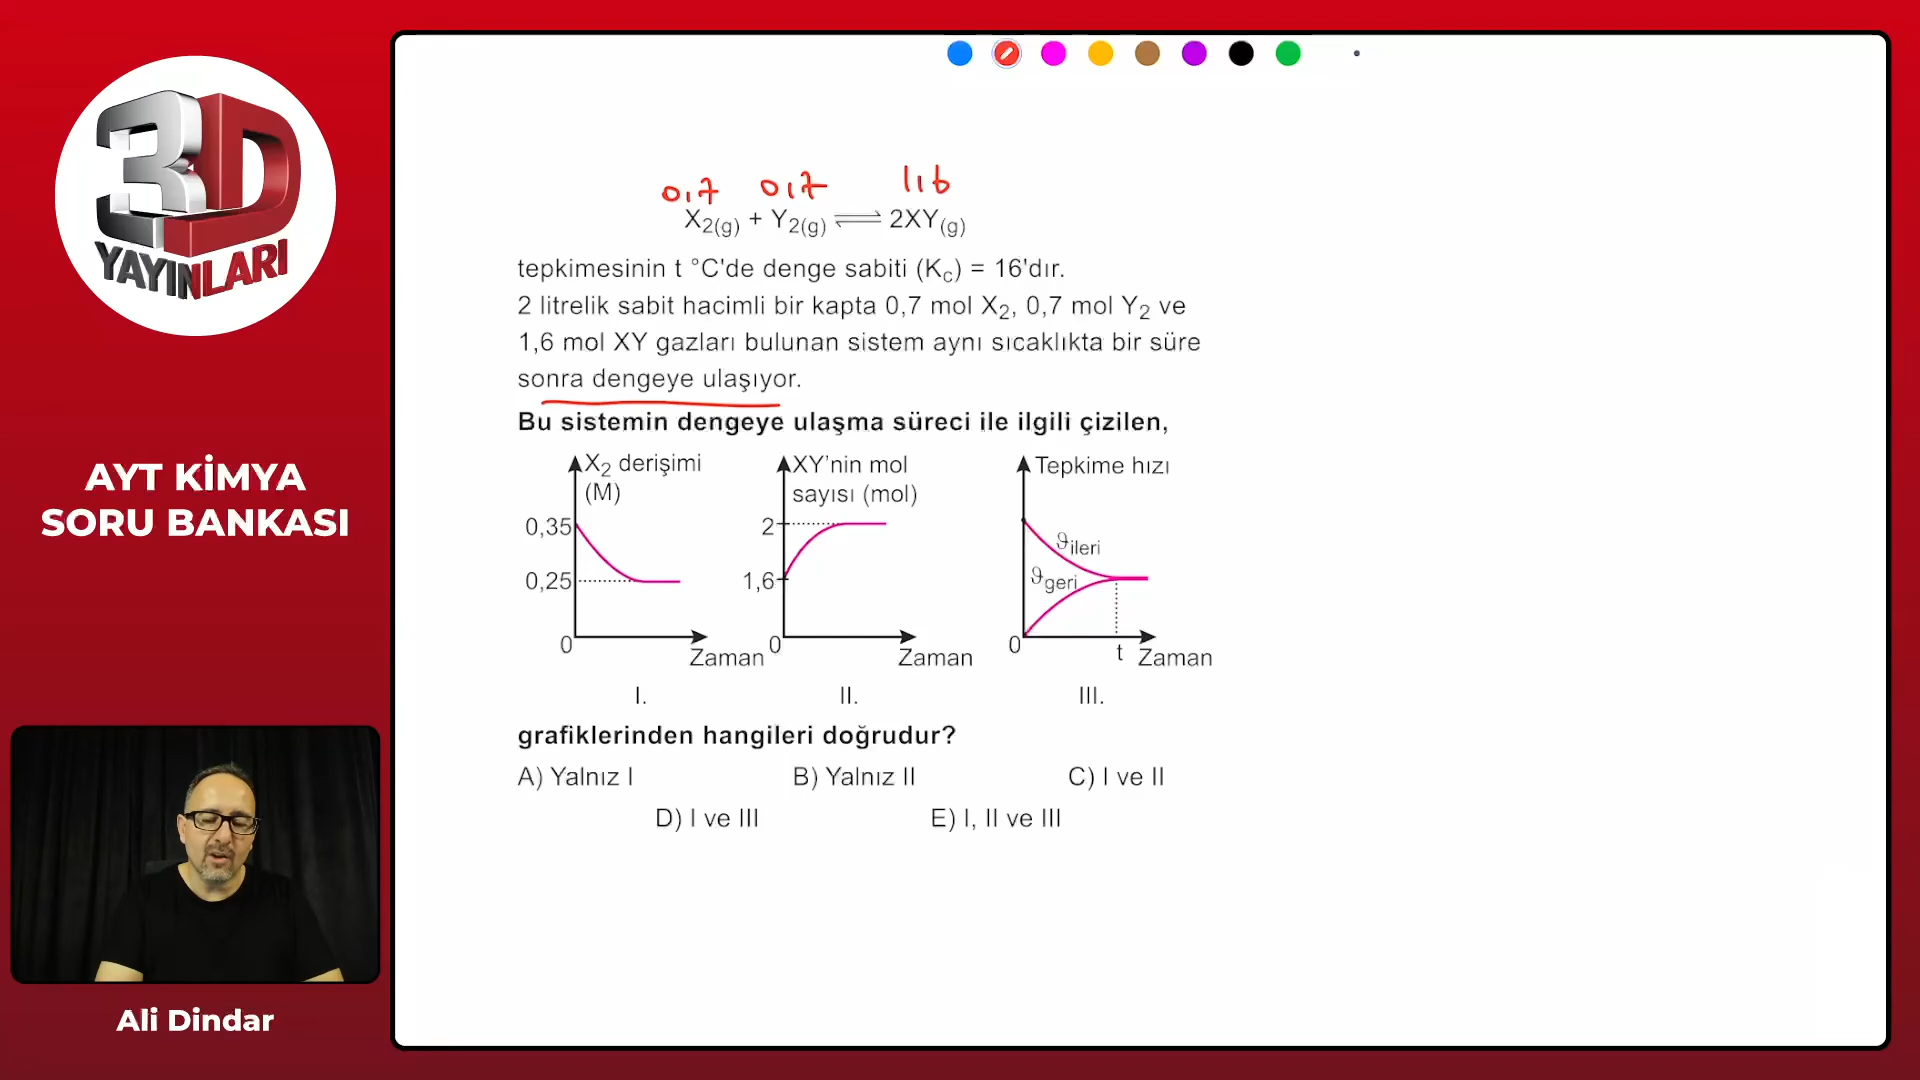 3D
YAYINLARI
AYT KİMYA
SORU BANKASI
Ali Dindar
0,7 0,7 1,6
X2(g) + Y2(g) ⇌ 2XY(g)
tepkimesinin t °C'de denge sabiti (Kc) = 16'dır.
2 litrelik sabit hacimli bir kapta 0,7 mol X2, 0,7 mol Y2 ve
1,6 mol XY gazları bulunan sistem aynı sıcaklıkta bir süre
sonra dengeye ulaşıyor.
Bu sistemin dengeye ulaşma süreci ile ilgili çizilen,
X2 derişimi
(M)
0,35
0,25
0
Zaman
I.
XY'nin mol
sayısı (mol)
2
1,6
0
Zaman
II.
Tepkime hızı
ϑileri
ϑgeri
0
t Zaman
III.
grafiklerinden hangileri doğrudur?
A) Yalnız I B) Yalnız II C) I ve II
D) I ve III E) I, II ve III